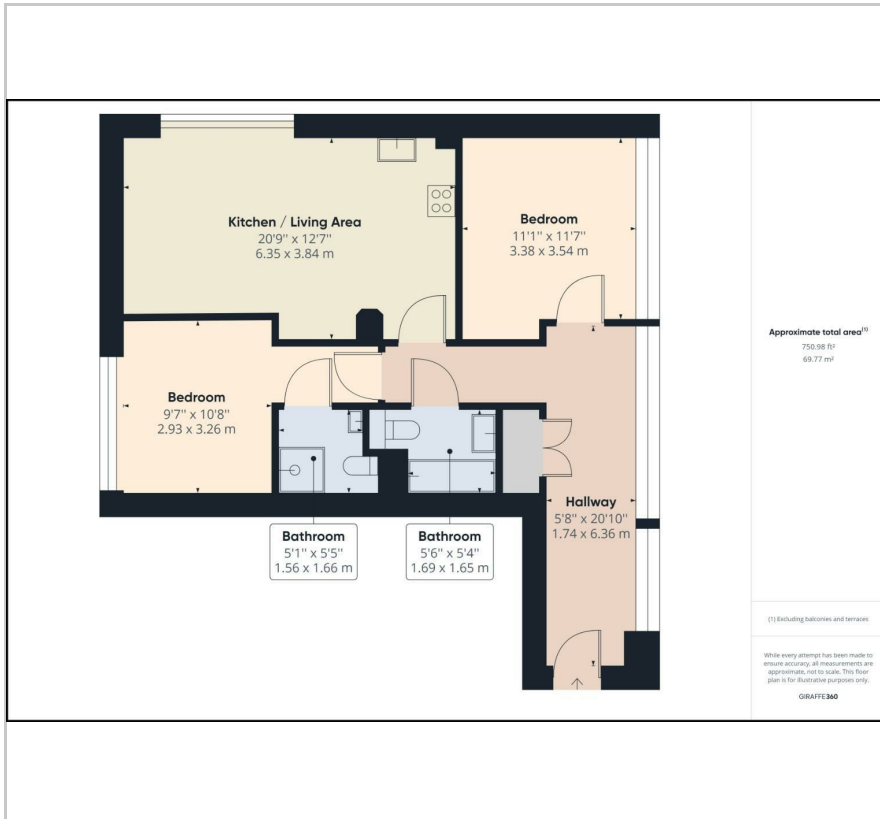 Kitchen / Living Area
20'9'' x 12'7''
6.35 x 3.84 m
Bedroom
11'1'' x 11'7''
3.38 x 3.54 m
Bedroom
9'7'' x 10'8''
2.93 x 3.26 m
Hallway
5'8'' x 20'10''
1.74 x 6.36 m
Bathroom
5'1'' x 5'5''
1.56 x 1.66 m
Bathroom
5'6'' x 5'4''
1.69 x 1.65 m
Approximate total area(1)
750.98 ft²
69.77 m²
(1) Excluding balconies and terraces
While every attempt has been made to
ensure accuracy, all measurements are
approximate, not to scale. This floor
plan is for illustrative purposes only.
GIRAFFE360